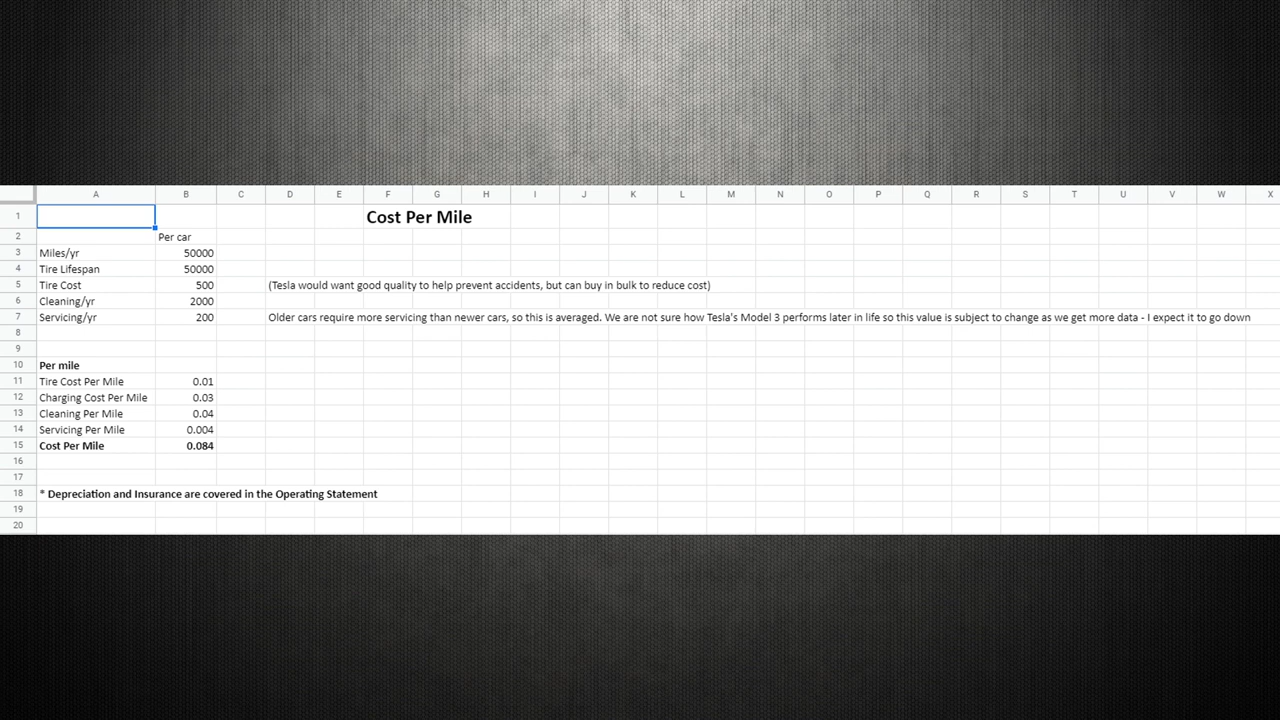 A B C D E F G H I J K L M N O P Q R S T U V W X
1 Cost Per Mile
2 Per car
3 Miles/yr 50000
4 Tire Lifespan 50000
5 Tire Cost 500 (Tesla would want good quality to help prevent accidents, but can buy in bulk to reduce cost)
6 Cleaning/yr 2000
7 Servicing/yr 200 Older cars require more servicing than newer cars, so this is averaged. We are not sure how Tesla's Model 3 performs later in life so this value is subject to change as we get more data - I expect it to go down
8
9
10 Per mile
11 Tire Cost Per Mile 0.01
12 Charging Cost Per Mile 0.03
13 Cleaning Per Mile 0.04
14 Servicing Per Mile 0.004
15 Cost Per Mile 0.084
16
17
18 * Depreciation and Insurance are covered in the Operating Statement
19
20